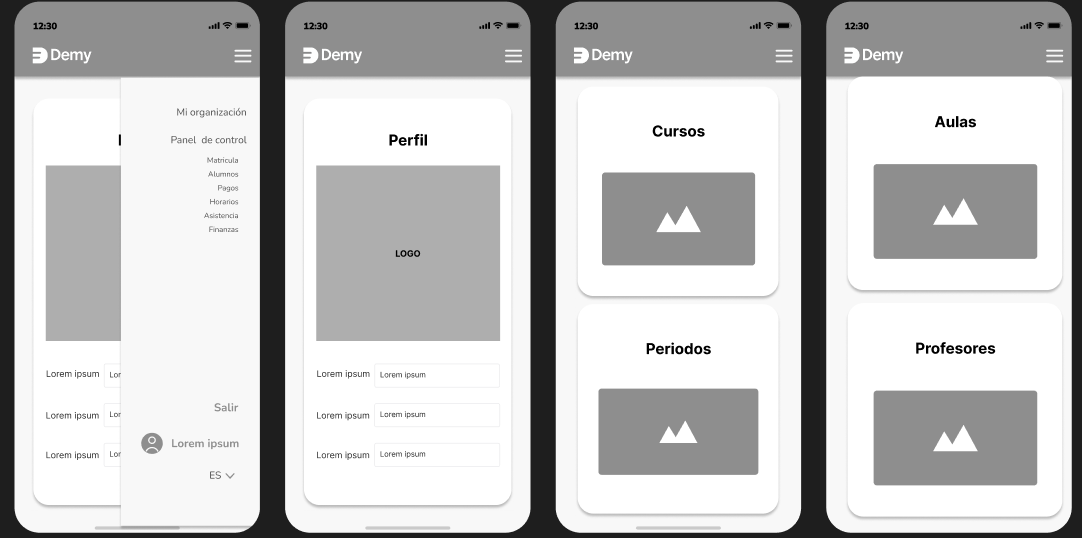 12:30
Demy
Mi organización
Panel de control
Matricula
Alumnos
Pagos
Horarios
Asistencia
Finanzas
Lorem ipsum
Lor
Lorem ipsum
Lor
Lorem ipsum
Lor
Salir
Lorem ipsum
ES
12:30
Demy
Perfil
LOGO
Lorem ipsum
Lorem ipsum
Lorem ipsum
Lorem ipsum
Lorem ipsum
Lorem ipsum
12:30
Demy
Cursos
Periodos
12:30
Demy
Aulas
Profesores